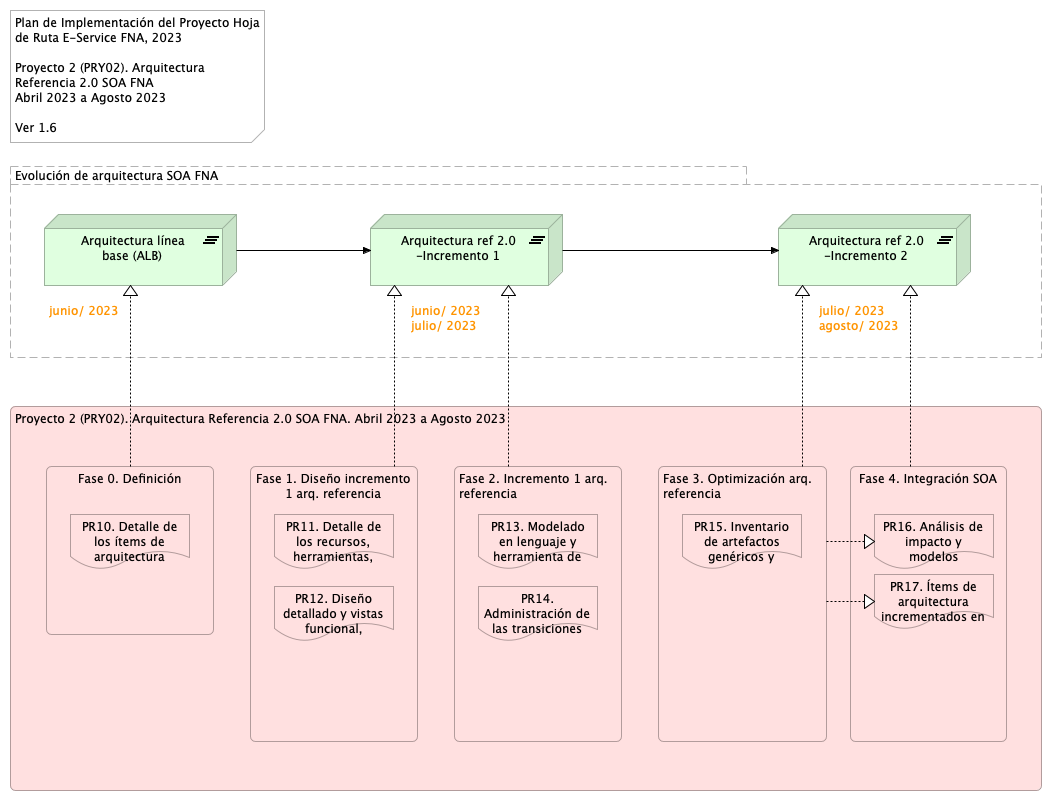 Plan de Implementación del Proyecto Hoja
de Ruta E-Service FNA, 2023
Proyecto 2 (PRY02). Arquitectura
Referencia 2.0 SOA FNA
Abril 2023 a Agosto 2023
Ver 1.6
Evolución de arquitectura SOA FNA
Arquitectura línea
base (ALB)
Arquitectura ref 2.0
-Incremento 1
Arquitectura ref 2.0
-Incremento 2
junio/ 2023
junio/ 2023
julio/ 2023
julio/ 2023
agosto/ 2023
Proyecto 2 (PRY02). Arquitectura Referencia 2.0 SOA FNA. Abril 2023 a Agosto 2023
Fase 0. Definición
PR10. Detalle de
los ítems de
arquitectura
Fase 1. Diseño incremento
1 arq. referencia
PR11. Detalle de
los recursos,
herramientas,
PR12. Diseño
detallado y vistas
funcional,
Fase 2. Incremento 1 arq.
referencia
PR13. Modelado
en lenguaje y
herramienta de
PR14.
Administración de
las transiciones
Fase 3. Optimización arq.
referencia
PR15. Inventario
de artefactos
genéricos y
Fase 4. Integración SOA
PR16. Análisis de
impacto y
modelos
PR17. Ítems de
arquitectura
incrementados en